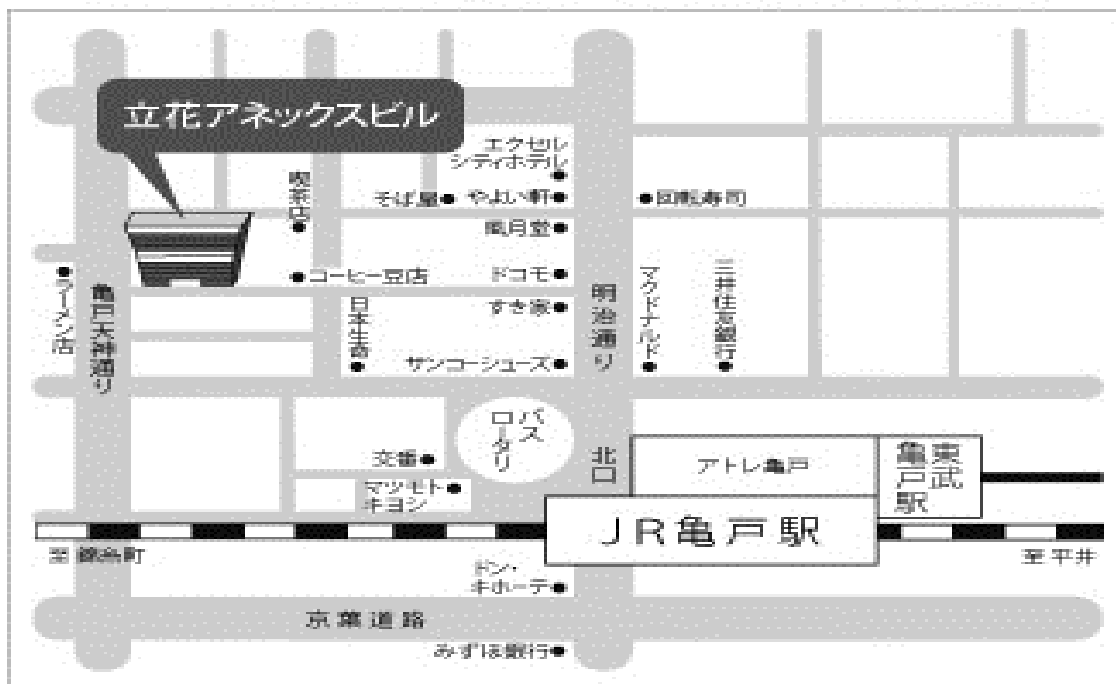 立花アネックスビル
エクセル
シティホテル
喫茶店
そば屋
やよい軒
回転寿司
風月堂
ラーメン店
亀戸天神通り
コーヒー豆店
ドコモ
明治通り
マクドナルド
三井住友銀行
日本生命
すき家
サンコーシューズ
バス
ロータリ
北口
アトレ亀戸
東武
亀戸駅
交番
マツモト
キヨシ
JR亀戸駅
至 錦糸町
至 平井
ドン・
キホーテ
京葉道路
みずほ銀行